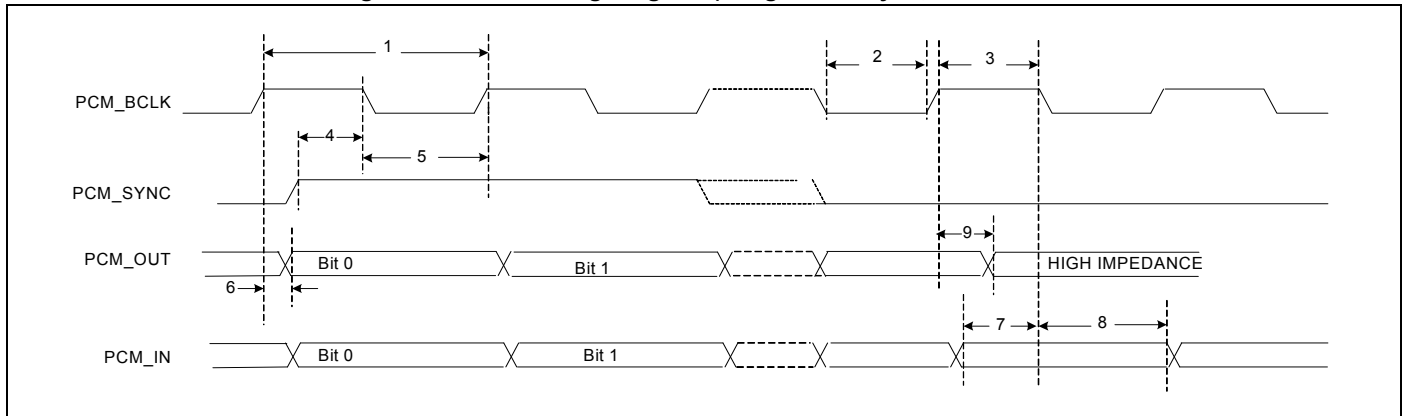 1
2
3
PCM_BCLK
4
5
PCM_SYNC
9
PCM_OUT
Bit 0
Bit 1
HIGH IMPEDANCE
6
7
8
PCM_IN
Bit 0
Bit 1